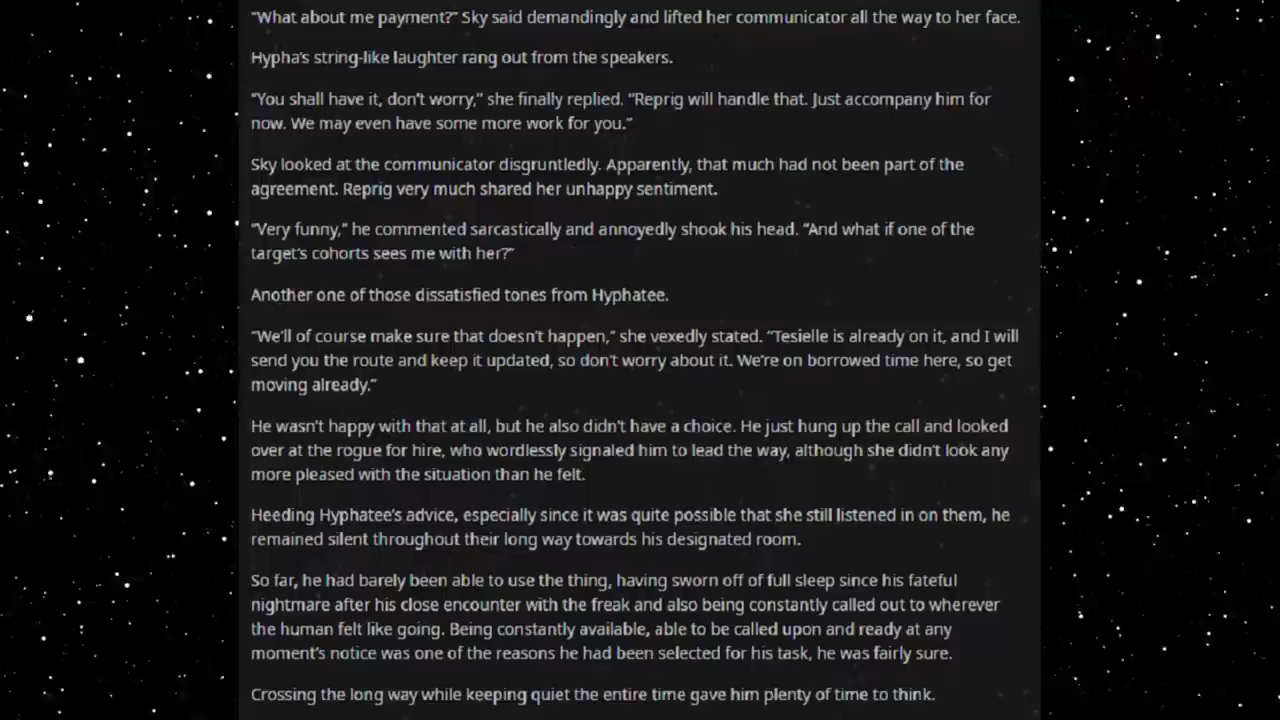 “What about me payment?” Sky said demandingly and lifted her communicator all the way to her face.
Hypha’s string-like laughter rang out from the speakers.
“You shall have it, don’t worry,” she finally replied. “Reprig will handle that. Just accompany him for
now. We may even have some more work for you.”
Sky looked at the communicator disgruntledly. Apparently, that much had not been part of the
agreement. Reprig very much shared her unhappy sentiment.
“Very funny,” he commented sarcastically and annoyedly shook his head. “And what if one of the
target’s cohorts sees me with her?”
Another one of those dissatisfied tones from Hyphatee.
“We’ll of course make sure that doesn’t happen,” she vexedly stated. “Tesielle is already on it, and I will
send you the route and keep it updated, so don’t worry about it. We’re on borrowed time here, so get
moving already.”
He wasn’t happy with that at all, but he also didn’t have a choice. He just hung up the call and looked
over at the rogue for hire, who wordlessly signaled him to lead the way, although she didn’t look any
more pleased with the situation than he felt.
Heeding Hyphatee’s advice, especially since it was quite possible that she still listened in on them, he
remained silent throughout their long way towards his designated room.
So far, he had barely been able to use the thing, having sworn off of full sleep since his fateful
nightmare after his close encounter with the freak and also being constantly called out to wherever
the human felt like going. Being constantly available, able to be called upon and ready at any
moment’s notice was one of the reasons he had been selected for his task, he was fairly sure.
Crossing the long way while keeping quiet the entire time gave him plenty of time to think.